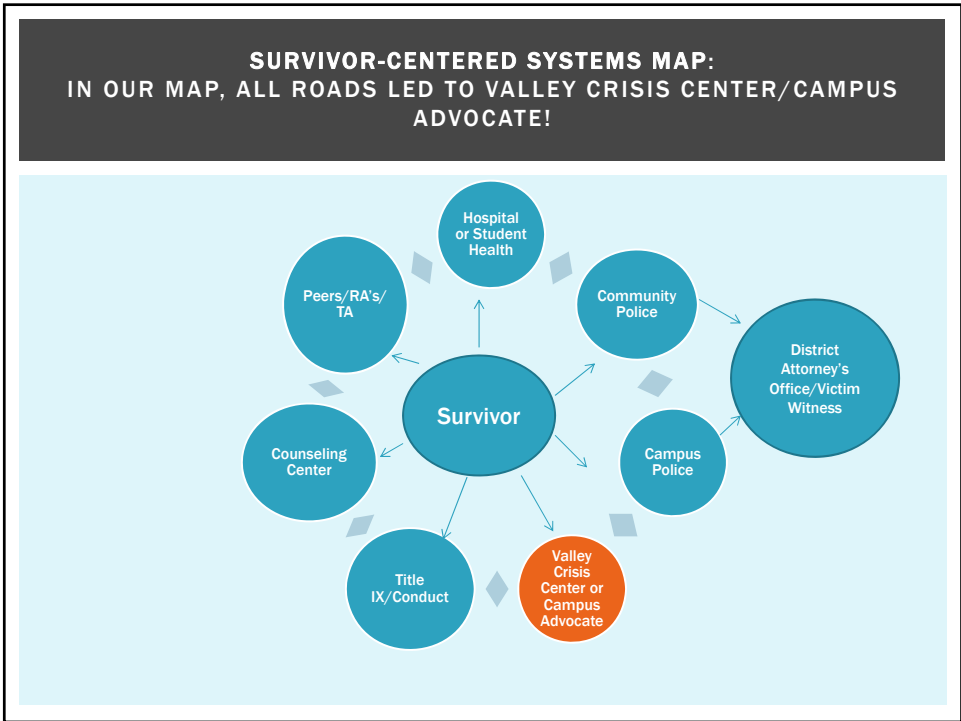 SURVIVOR-CENTERED SYSTEMS MAP:
IN OUR MAP, ALL ROADS LED TO VALLEY CRISIS CENTER/CAMPUS
ADVOCATE!
Hospital
or Student
Health
Peers/RA's/
TA
Community
Police
District
Attorney's
Office/Victim
Witness
Survivor
Counseling
Center
Campus
Police
Title
IX/Conduct
Valley
Crisis
Center or
Campus
Advocate